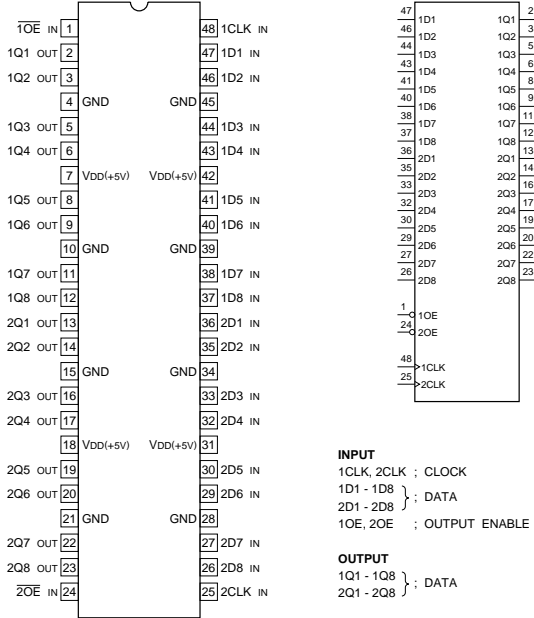 1OE IN 1 48 1CLK IN
1Q1 OUT 2 47 1D1 IN
1Q2 OUT 3 46 1D2 IN
4 GND GND 45
1Q3 OUT 5 44 1D3 IN
1Q4 OUT 6 43 1D4 IN
7 VDD(+5V) VDD(+5V) 42
1Q5 OUT 8 41 1D5 IN
1Q6 OUT 9 40 1D6 IN
10 GND GND 39
1Q7 OUT 11 38 1D7 IN
1Q8 OUT 12 37 1D8 IN
2Q1 OUT 13 36 2D1 IN
2Q2 OUT 14 35 2D2 IN
15 GND GND 34
2Q3 OUT 16 33 2D3 IN
2Q4 OUT 17 32 2D4 IN
18 VDD(+5V) VDD(+5V) 31
2Q5 OUT 19 30 2D5 IN
2Q6 OUT 20 29 2D6 IN
21 GND GND 28
2Q7 OUT 22 27 2D7 IN
2Q8 OUT 23 26 2D8 IN
2OE IN 24 25 2CLK IN
47 1D1 1Q1 2
46 1D2 1Q2 3
44 1D3 1Q3 5
43 1D4 1Q4 6
41 1D5 1Q5 8
40 1D6 1Q6 9
38 1D7 1Q7 11
37 1D8 1Q8 12
36 2D1 2Q1 13
35 2D2 2Q2 14
33 2D3 2Q3 16
32 2D4 2Q4 17
30 2D5 2Q5 19
29 2D6 2Q6 20
27 2D7 2Q7 22
26 2D8 2Q8 23
1 1OE
24 2OE
48 1CLK
25 2CLK
INPUT
1CLK, 2CLK ; CLOCK
1D1 - 1D8
2D1 - 2D8 } ; DATA
1OE, 2OE ; OUTPUT ENABLE
OUTPUT
1Q1 - 1Q8
2Q1 - 2Q8 } ; DATA